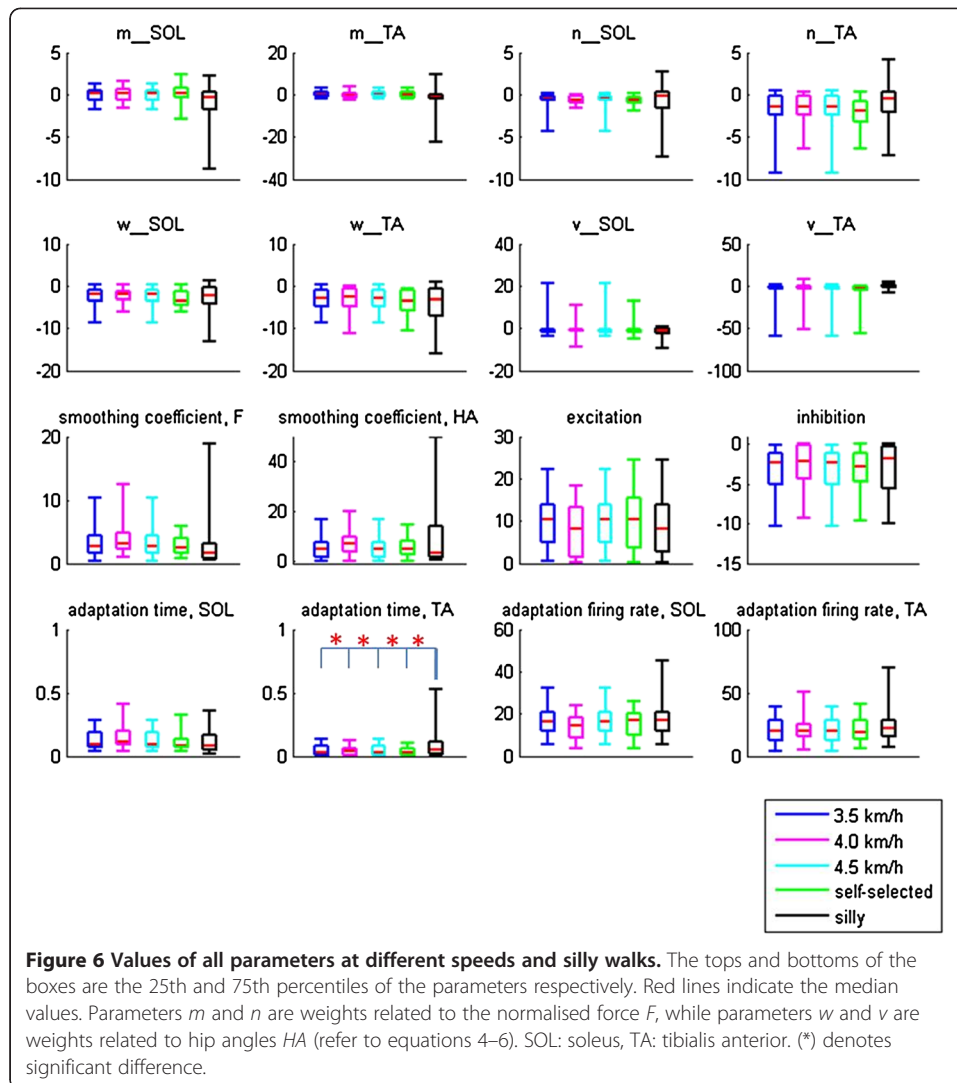 m__SOL m__TA n__SOL n__TA
5 20 5 5
0 0 0 0
-5 -20 -5 -5
-10 -40 -10 -10
w__SOL w__TA v__SOL v__TA
10 10 40 50
0 0 20 0
-10 -10 0 -50
-20 -20 -20 -100
smoothing coefficient, F smoothing coefficient, HA excitation inhibition
20 40 30 0
10 20 20 -5
0 0 10 -10
0 -15
adaptation time, SOL adaptation time, TA adaptation firing rate, SOL adaptation firing rate, TA
1 1 60 100
* * * *
0.5 0.5 40 50
0 0 20 0
0
3.5 km/h
4.0 km/h
4.5 km/h
self-selected
silly
Figure 6 Values of all parameters at different speeds and silly walks. The tops and bottoms of the
boxes are the 25th and 75th percentiles of the parameters respectively. Red lines indicate the median
values. Parameters m and n are weights related to the normalised force F, while parameters w and v are
weights related to hip angles HA (refer to equations 4–6). SOL: soleus, TA: tibialis anterior. (*) denotes
significant difference.